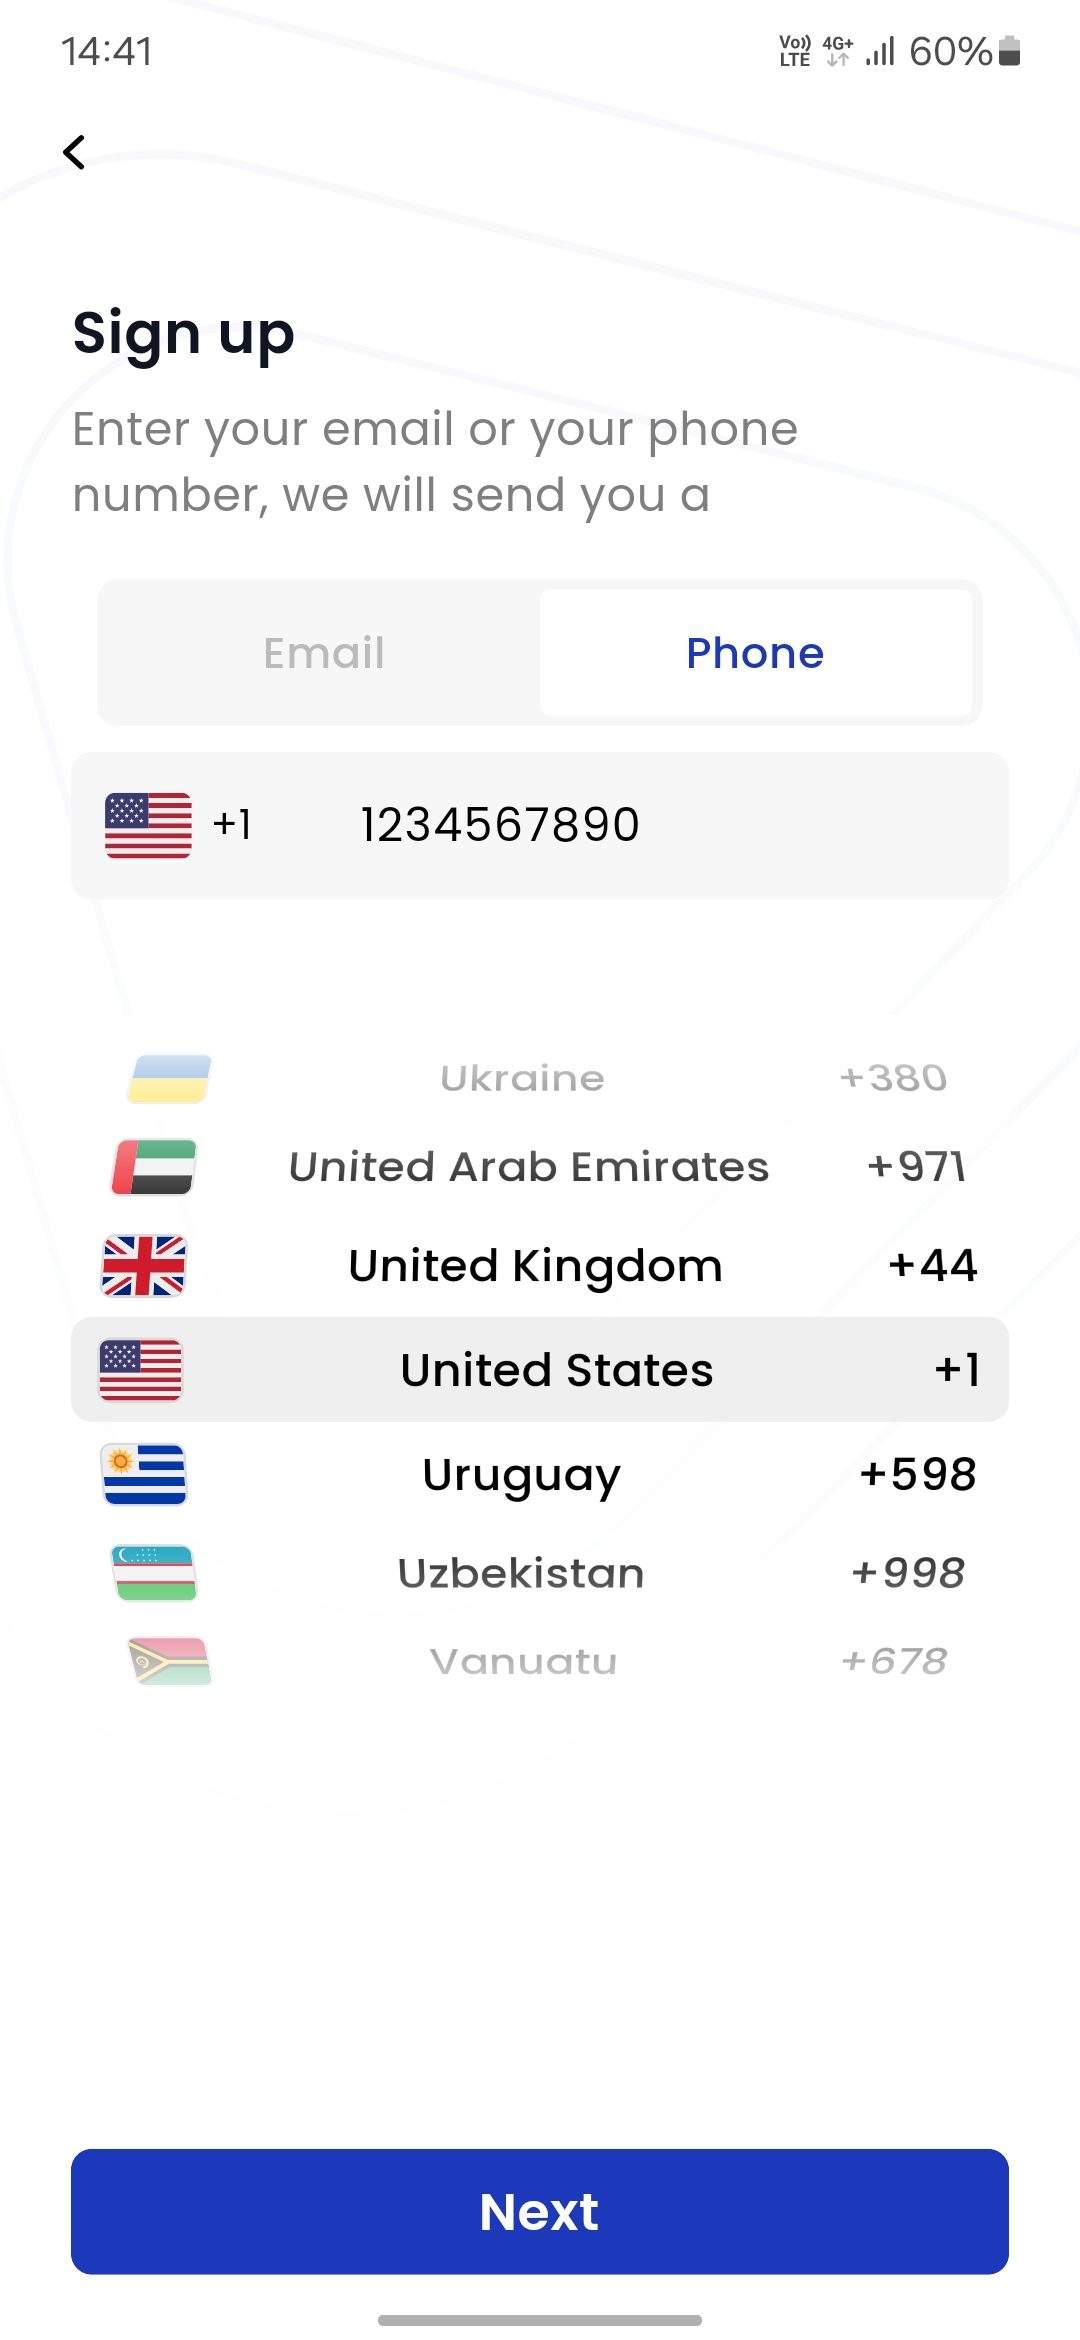 14:41
Vo)) LTE 4G+ 60%
Sign up
Enter your email or your phone
number, we will send you a
Email Phone
+1 1234567890
Ukraine +380
United Arab Emirates +971
United Kingdom +44
United States +1
Uruguay +598
Uzbekistan +998
Vanuatu +678
Next